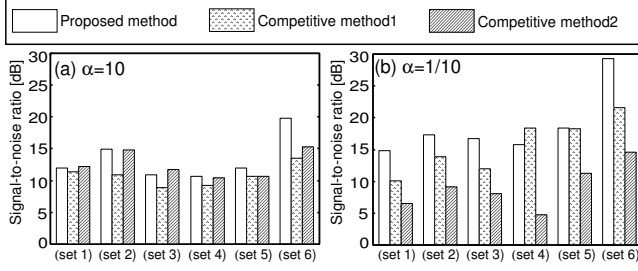 Proposed method Competitive method1 Competitive method2
(a) α=10
Signal-to-noise ratio [dB]
30
25
20
15
10
5
0
(set 1) (set 2) (set 3) (set 4) (set 5) (set 6)
(b) α=1/10
Signal-to-noise ratio [dB]
30
25
20
15
10
5
0
(set 1) (set 2) (set 3) (set 4) (set 5) (set 6)